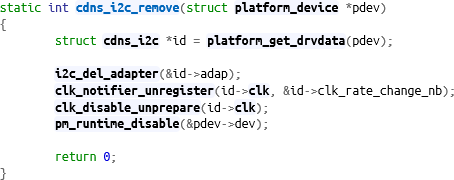 static int cdns_i2c_remove(struct platform_device *pdev)
{
        struct cdns_i2c *id = platform_get_drvdata(pdev);

        i2c_del_adapter(&id->adap);
        clk_notifier_unregister(id->clk, &id->clk_rate_change_nb);
        clk_disable_unprepare(id->clk);
        pm_runtime_disable(&pdev->dev);

        return 0;
}